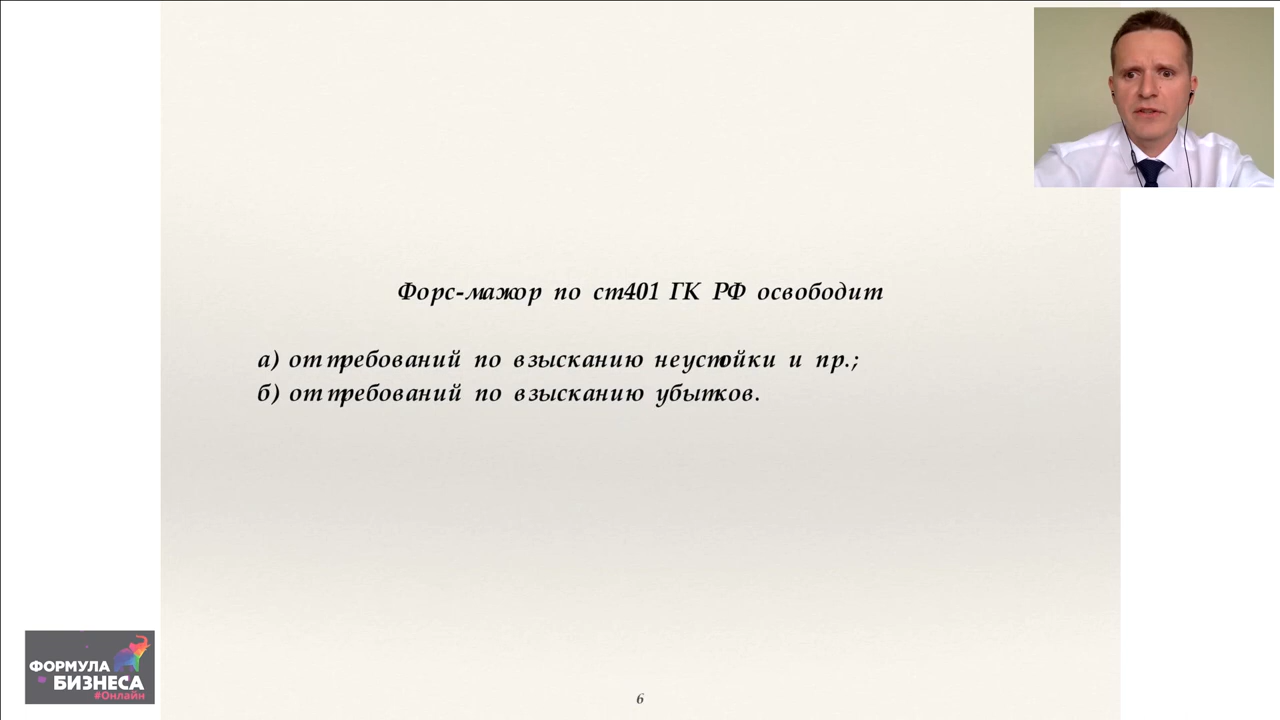 Форс-мажор по ст401 ГК РФ освободит
а) от требований по взысканию неустойки и пр.;
б) от требований по взысканию убытков.
ФОРМУЛА
БИЗНЕСА
#Онлайн
6